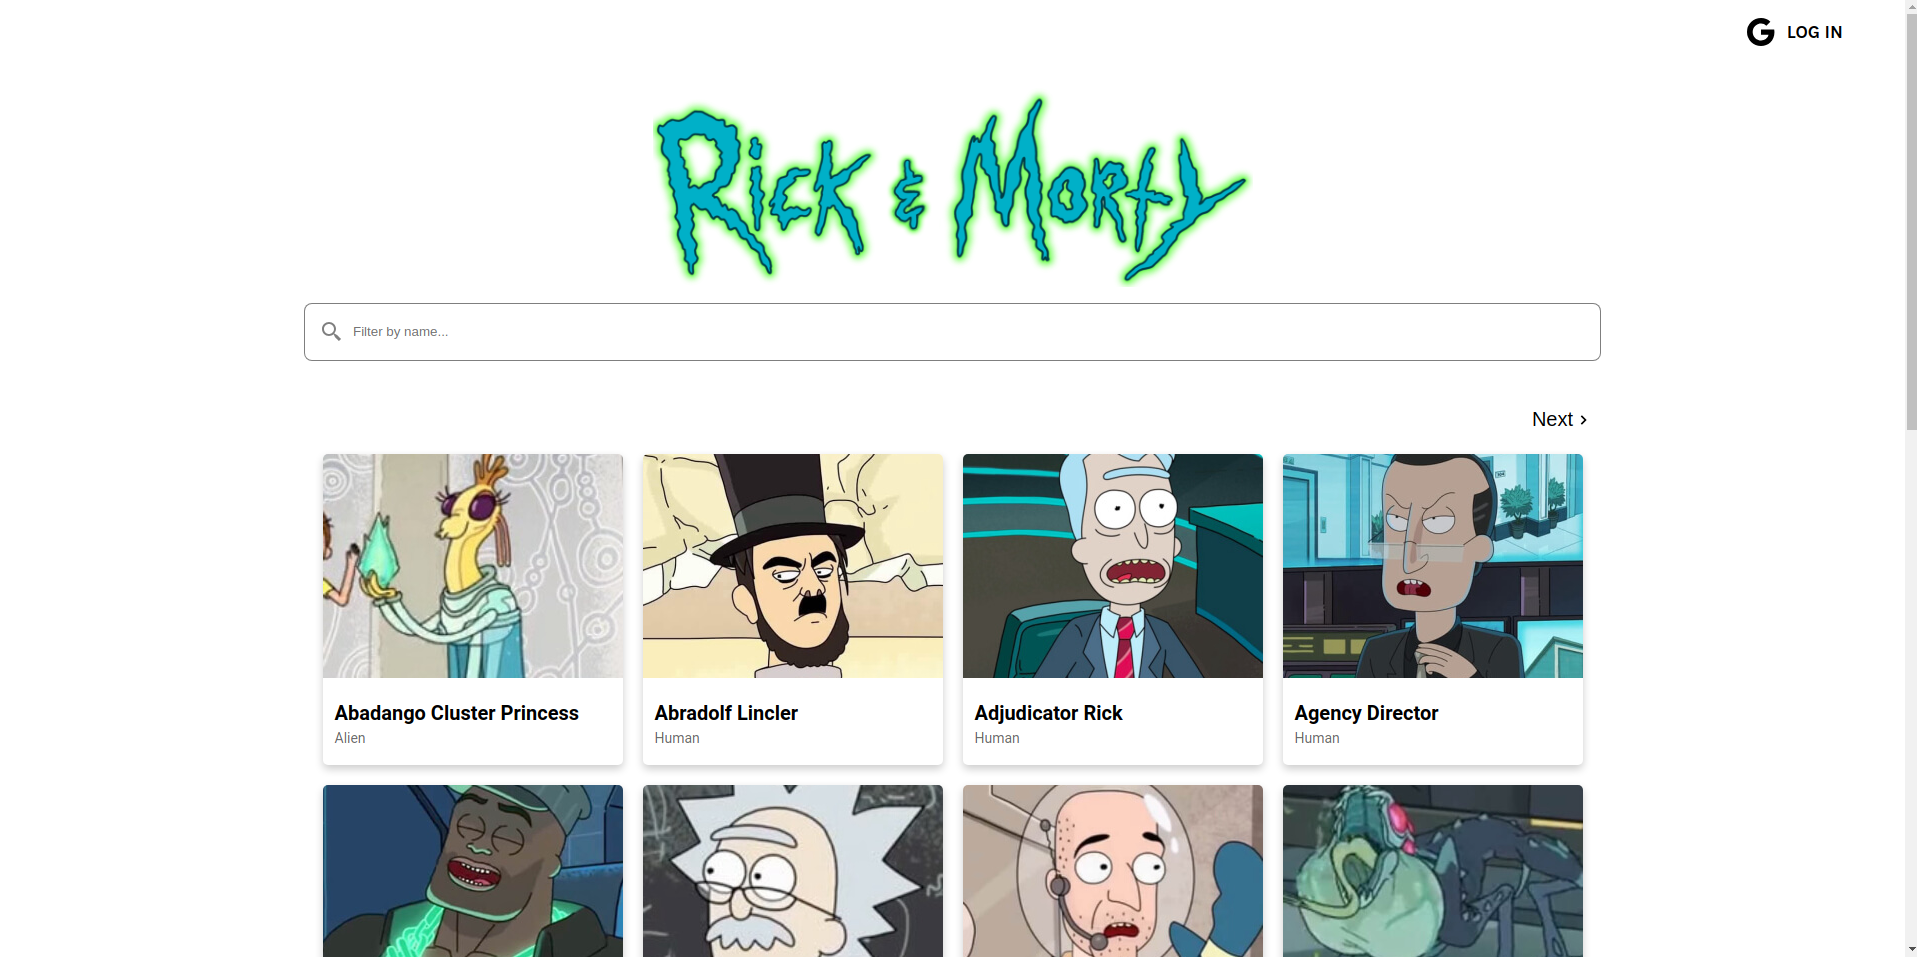 LOG IN
Rick & Morty
Filter by name...
Next
Abadango Cluster Princess
Alien
Abradolf Lincler
Human
Adjudicator Rick
Human
Agency Director
Human